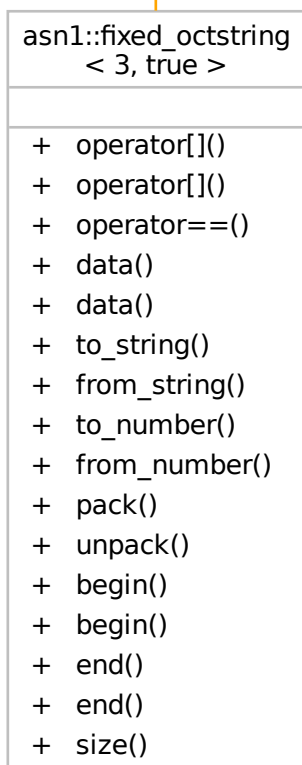 asn1::fixed_octstring
< 3, true >
+ operator[]()
+ operator[]()
+ operator==()
+ data()
+ data()
+ to_string()
+ from_string()
+ to_number()
+ from_number()
+ pack()
+ unpack()
+ begin()
+ begin()
+ end()
+ end()
+ size()